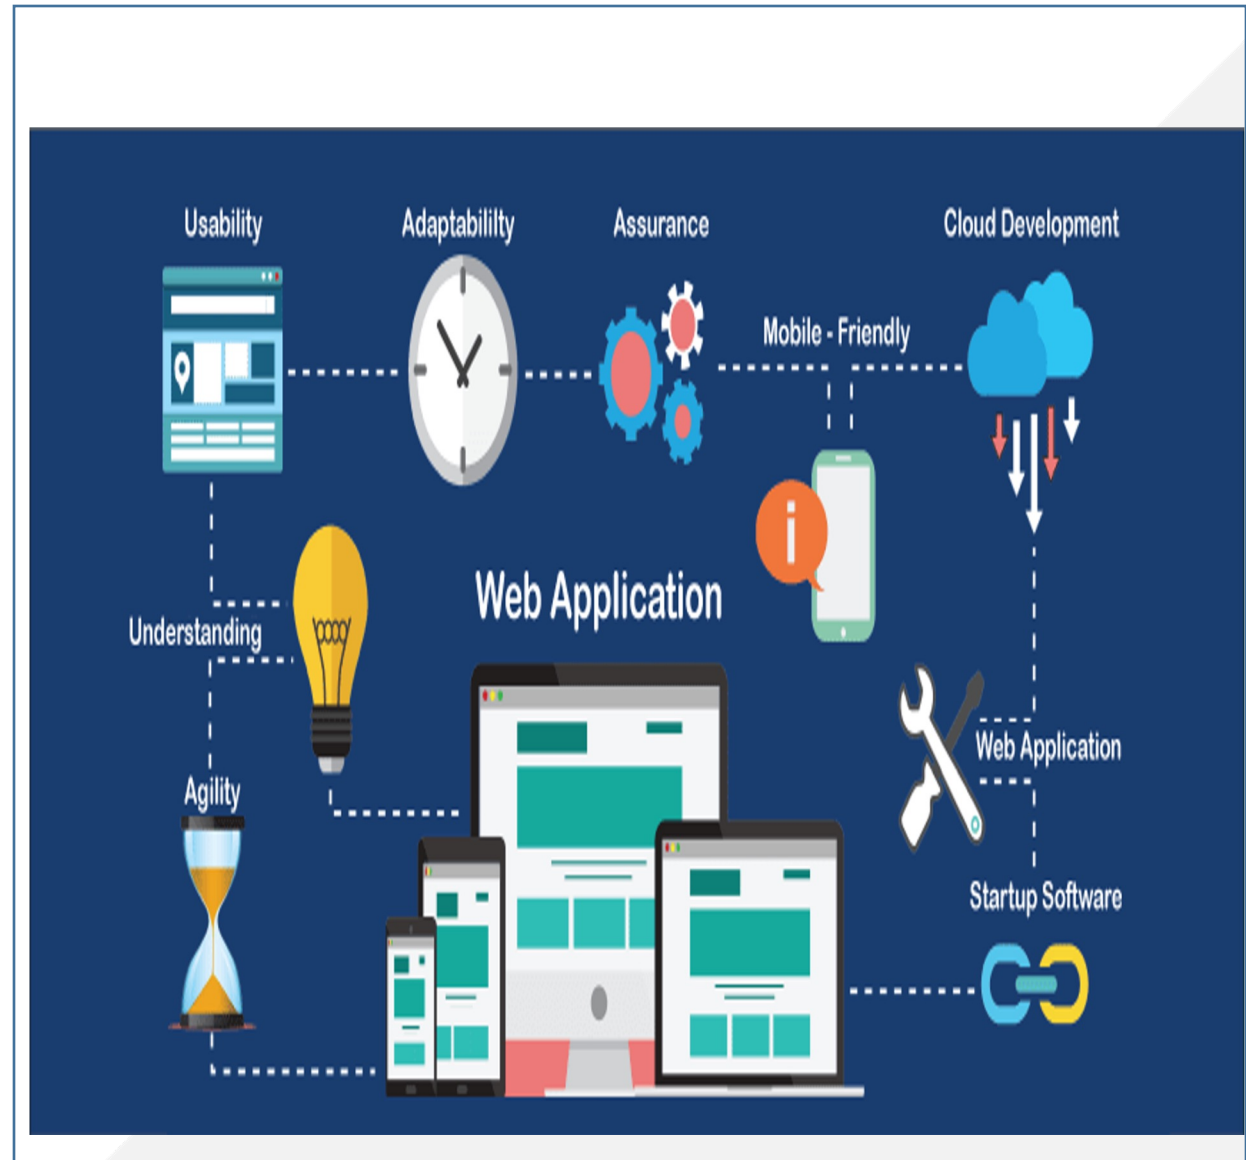 Usability
Adaptabililty
Assurance
Cloud Development
Mobile - Friendly
Web Application
Understanding
Web Application
Agility
Startup Software
i